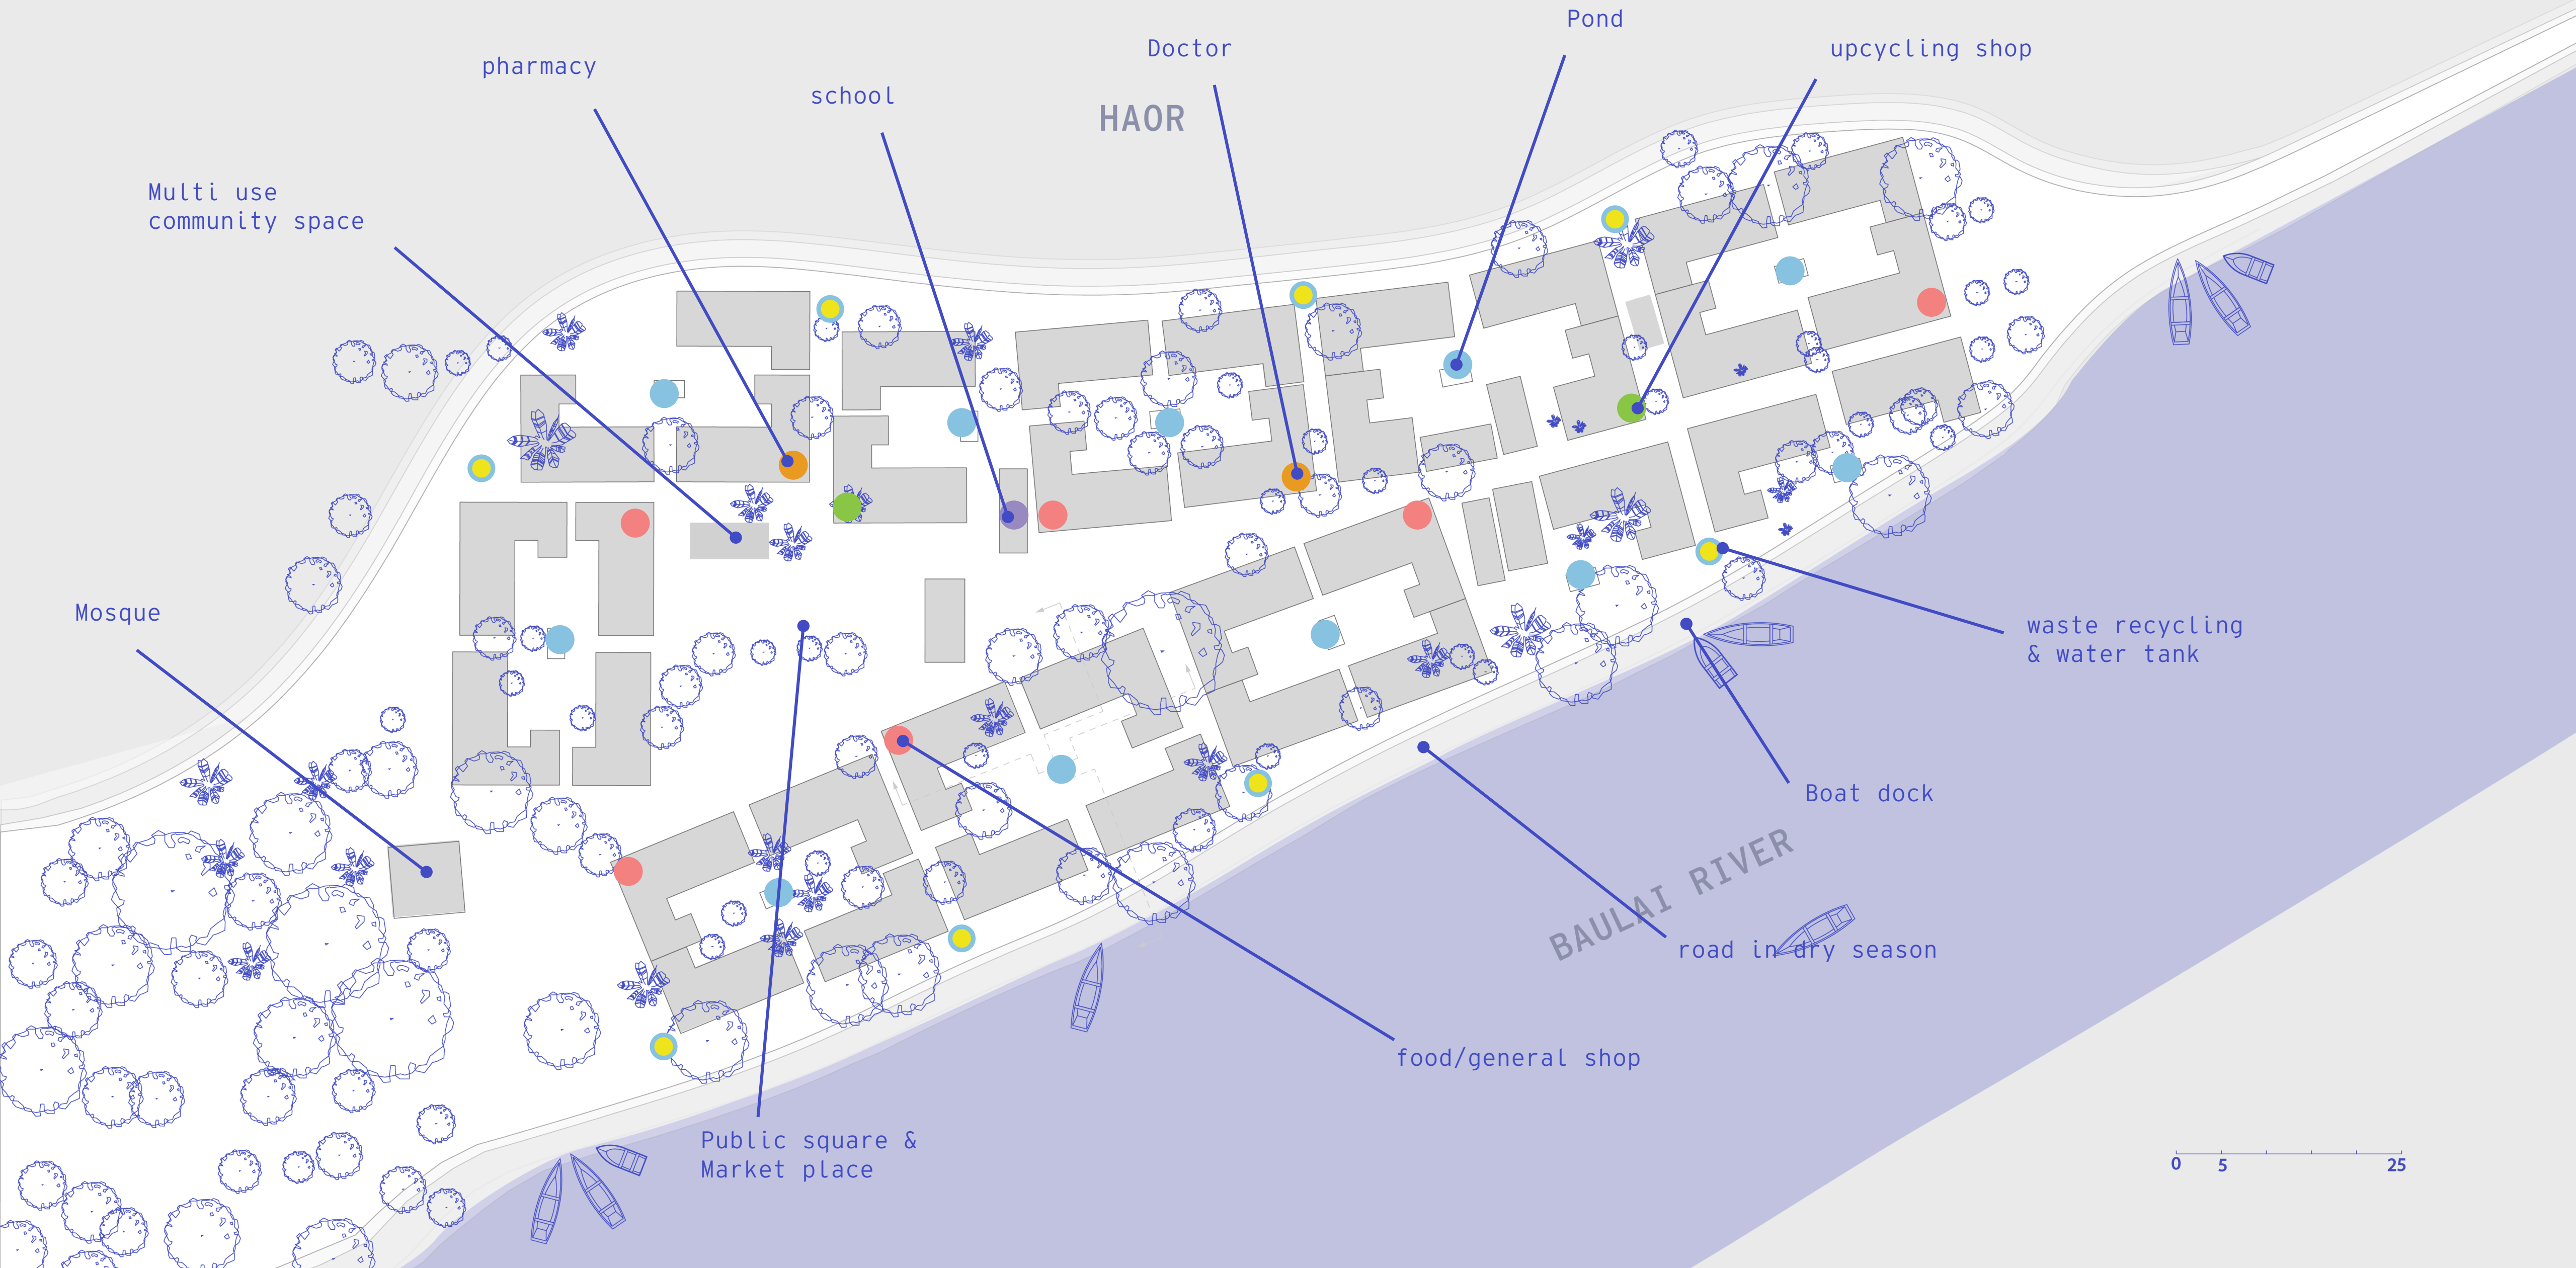 Pond
Doctor
upcycling shop
pharmacy
school
HAOR
Multi use
community space
Mosque
waste recycling
& water tank
Boat dock
BAULAI RIVER
road in dry season
food/general shop
Public square &
Market place
0 5 25